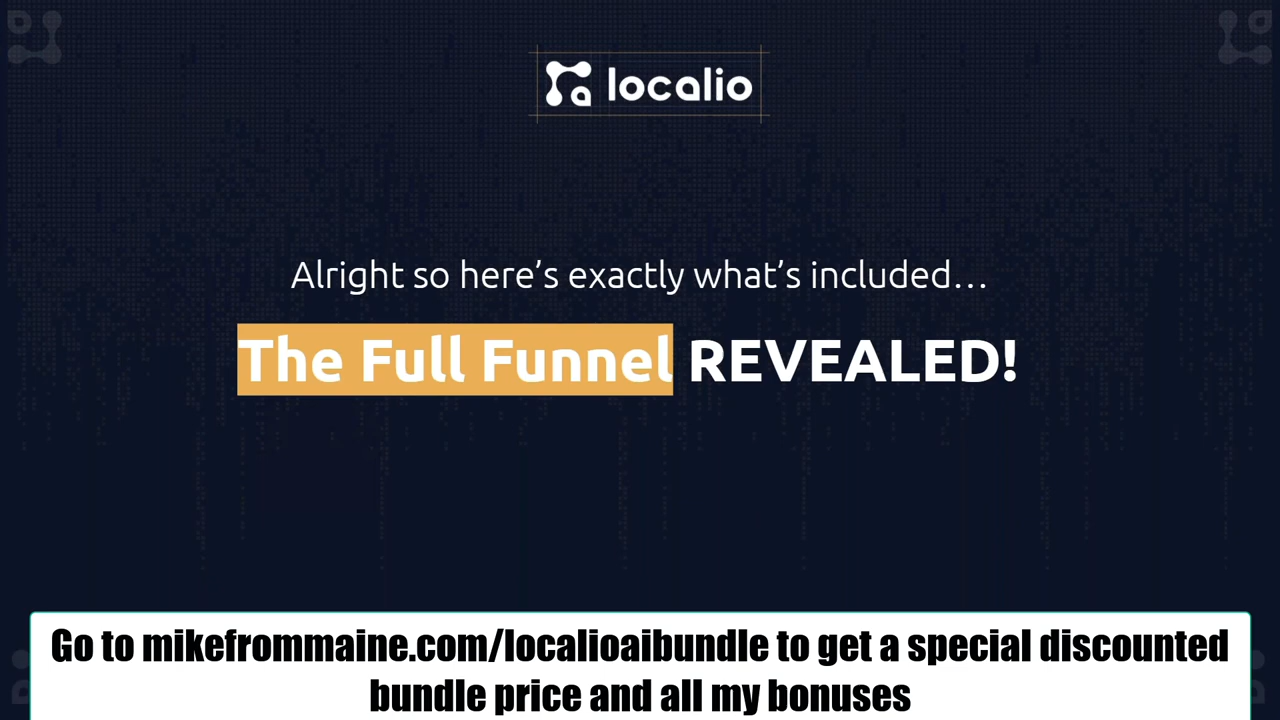 localio
Alright so here’s exactly what’s included…
The Full Funnel REVEALED!
Go to mikefrommaine.com/localioaibundle to get a special discounted
bundle price and all my bonuses